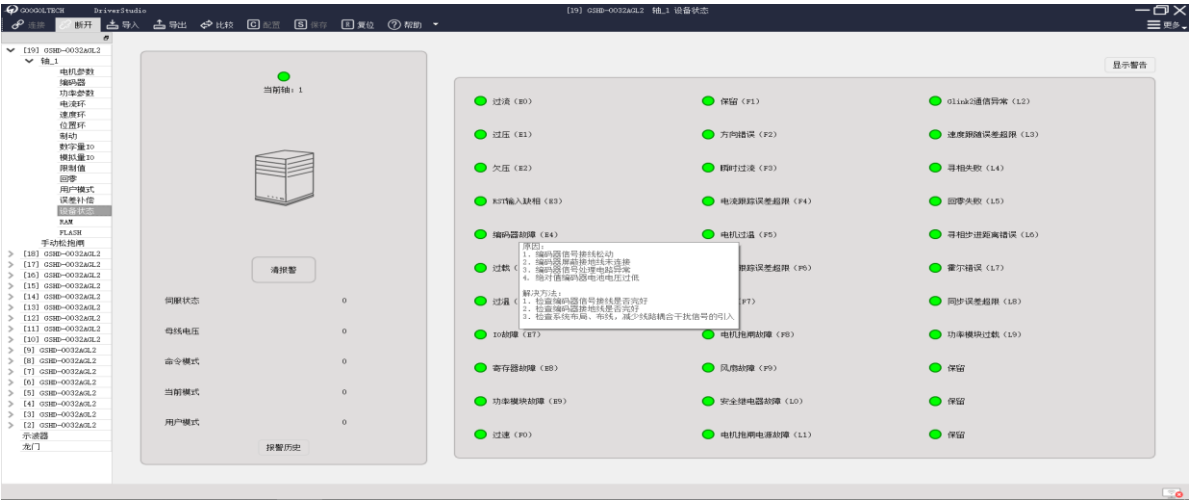 GOOGOLTECH DriverStudio
[19] GSHD-0032AGL2 轴_1 设备状态
连接 断开 导入 导出 比较 配置 保存 复位 帮助
更多
[19] GSHD-0032AGL2
轴_1
电机参数
编码器
功率参数
电流环
速度环
位置环
制动
数字量IO
模拟量IO
限制值
回零
用户模式
误差补偿
设备状态
RAM
FLASH
手动松抱闸
[18] GSHD-0032AGL2
[17] GSHD-0032AGL2
[16] GSHD-0032AGL2
[15] GSHD-0032AGL2
[14] GSHD-0032AGL2
[13] GSHD-0032AGL2
[12] GSHD-0032AGL2
[11] GSHD-0032AGL2
[10] GSHD-0032AGL2
[9] GSHD-0032AGL2
[8] GSHD-0032AGL2
[7] GSHD-0032AGL2
[6] GSHD-0032AGL2
[5] GSHD-0032AGL2
[4] GSHD-0032AGL2
[3] GSHD-0032AGL2
[2] GSHD-0032AGL2
示波器
龙门
当前轴：1
清报警
伺服状态 0
母线电压 0
命令模式 0
当前模式 0
用户模式 0
报警历史
显示警告
过流（E0） 保留（F1） Glink2通信异常（L2）
过压（E1） 方向错误（F2） 速度跟随误差超限（L3）
欠压（E2） 瞬时过流（F3） 寻相失败（L4）
RST输入缺相（E3） 电流跟踪误差超限（F4） 回零失败（L5）
编码器故障（E4） 电机过温（F5） 寻相步进距离错误（L6）
过载（ 跟踪误差超限（F6） 霍尔错误（L7）
过温（ F7） 同步误差超限（L8）
IO故障（E7） 电机抱闸故障（F8） 功率模块过载（L9）
寄存器故障（E8） 风扇故障（F9） 保留
功率模块故障（E9） 安全继电器故障（L0） 保留
过速（F0） 电机抱闸电源故障（L1） 保留
原因：
1、编码器信号接线松动
2、编码器屏蔽接地线未连接
3、编码器信号处理电路异常
4、绝对值编码器电池电压过低
解决方法：
1、检查编码器信号接线是否完好
2、检查编码器接地线是否完好
3、检查系统布局、布线，减少线路耦合干扰信号的引入